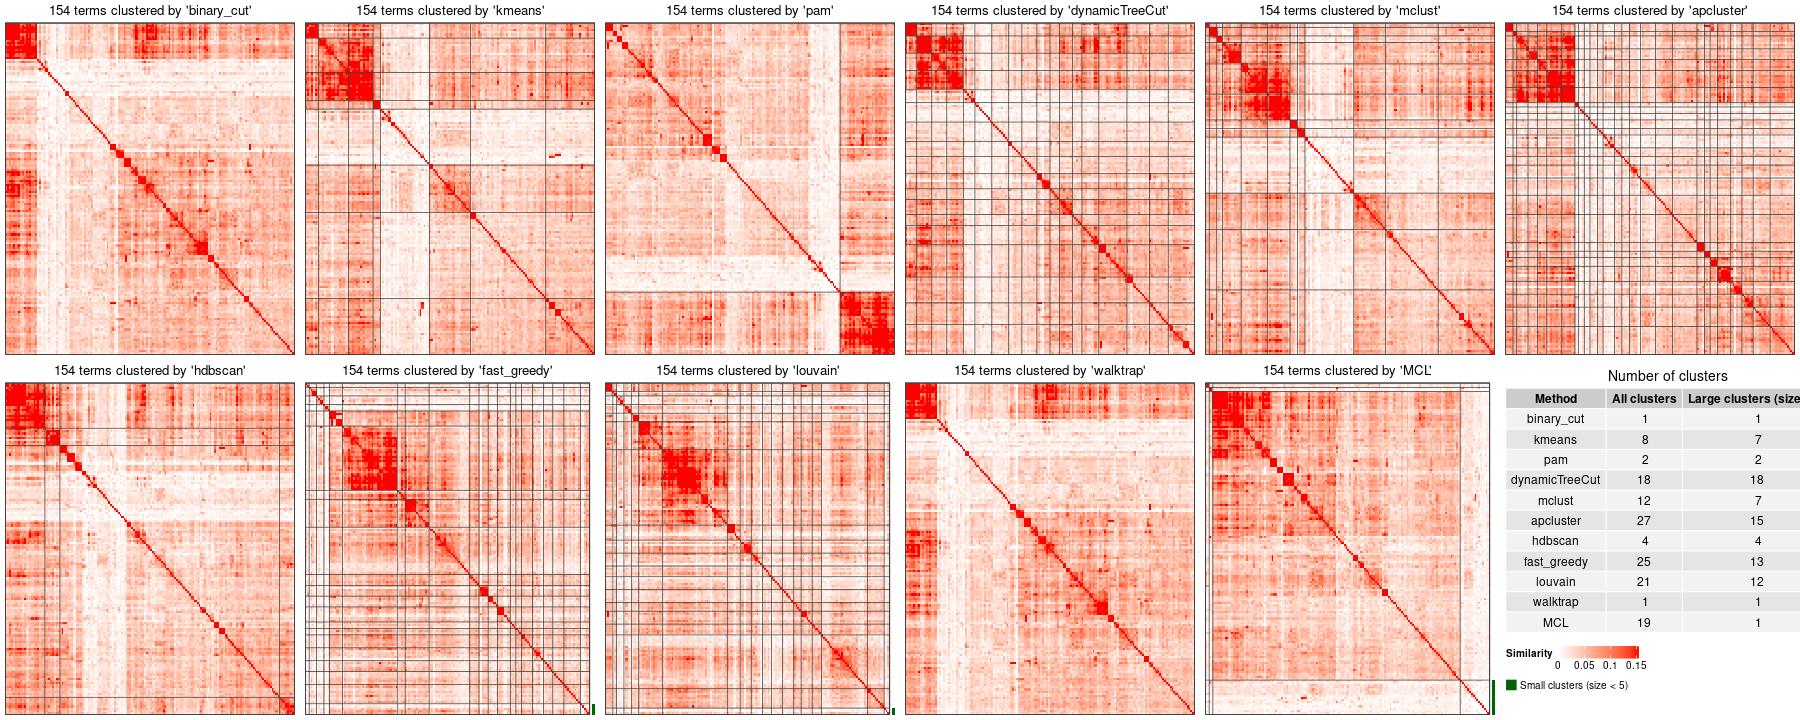 154 terms clustered by 'binary_cut'
154 terms clustered by 'kmeans'
154 terms clustered by 'pam'
154 terms clustered by 'dynamicTreeCut'
154 terms clustered by 'mclust'
154 terms clustered by 'apcluster'
154 terms clustered by 'hdbscan'
154 terms clustered by 'fast_greedy'
154 terms clustered by 'louvain'
154 terms clustered by 'walktrap'
154 terms clustered by 'MCL'
Number of clusters
Method All clusters Large clusters (size
binary_cut 1 1
kmeans 8 7
pam 2 2
dynamicTreeCut 18 18
mclust 12 7
apcluster 27 15
hdbscan 4 4
fast_greedy 25 13
louvain 21 12
walktrap 1 1
MCL 19 1
Similarity
0 0.05 0.1 0.15
Small clusters (size < 5)